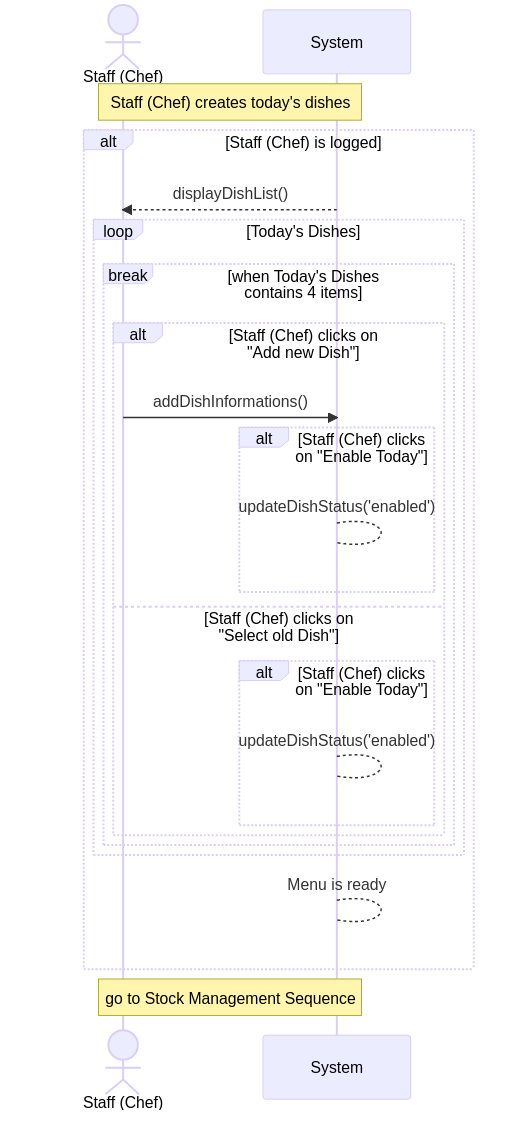 Staff (Chef)
System
Staff (Chef) creates today's dishes
alt
[Staff (Chef) is logged]
displayDishList()
loop
[Today's Dishes]
break
[when Today's Dishes
contains 4 items]
alt
[Staff (Chef) clicks on
"Add new Dish"]
addDishInformations()
alt
[Staff (Chef) clicks
on "Enable Today"]
updateDishStatus('enabled')
[Staff (Chef) clicks on
"Select old Dish"]
alt
[Staff (Chef) clicks
on "Enable Today"]
updateDishStatus('enabled')
Menu is ready
go to Stock Management Sequence
Staff (Chef)
System